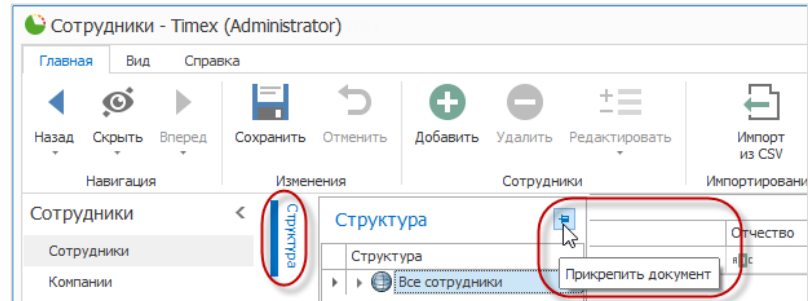 Сотрудники - Timex (Administrator)
Главная Вид Справка
Назад Скрыть Вперед Сохранить Отменить Добавить Удалить Редактировать Импорт
из CSV
Навигация Изменения Сотрудники Импортировани
Сотрудники
Сотрудники
Компании
Структура
Структура
Структура
Все сотрудники
Отчество
Прикрепить документ